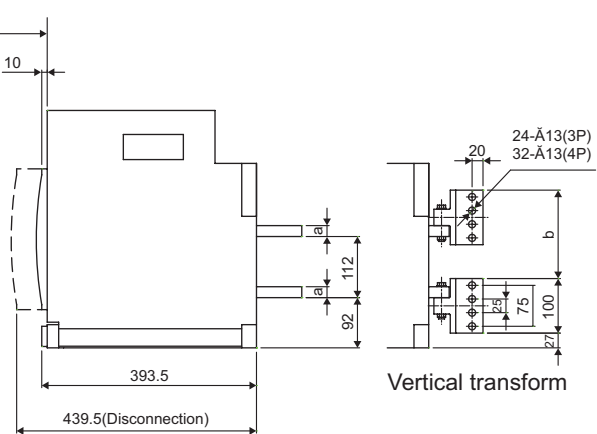 10
24-Ă13(3P)
20
32-Ă13(4P)
a
b
112
a
25
75
100
92
27
393.5
Vertical transform
439.5(Disconnection)